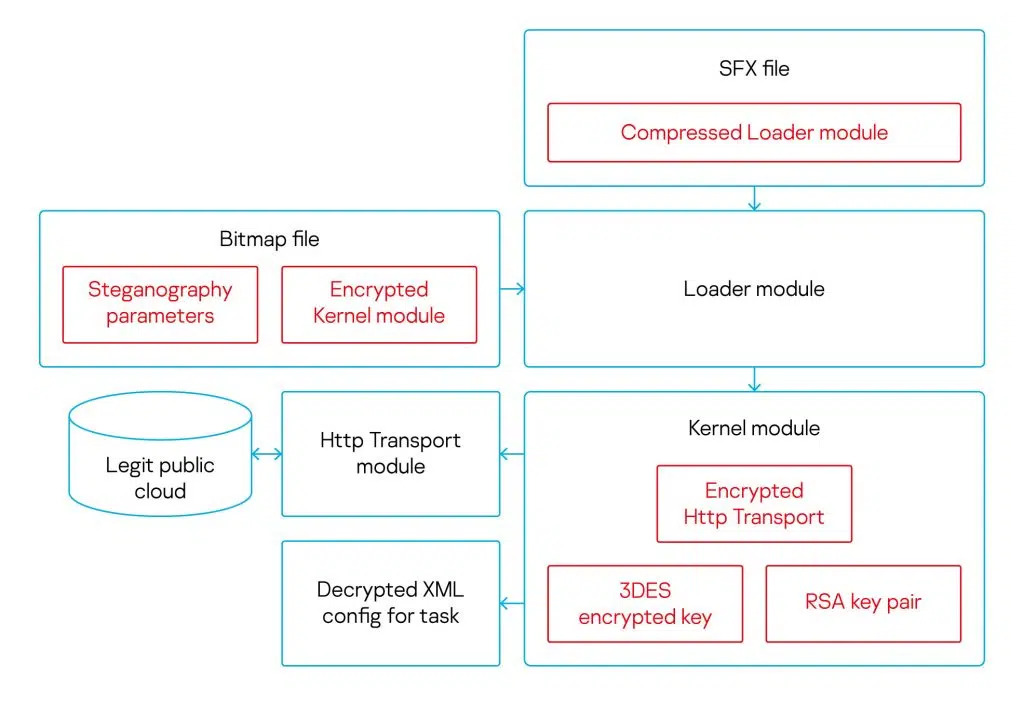 SFX file
Compressed Loader module
Bitmap file
Steganography
parameters
Encrypted
Kernel module
Loader module
Legit public
cloud
Http Transport
module
Kernel module
Encrypted
Http Transport
Decrypted XML
config for task
3DES
encrypted key
RSA key pair